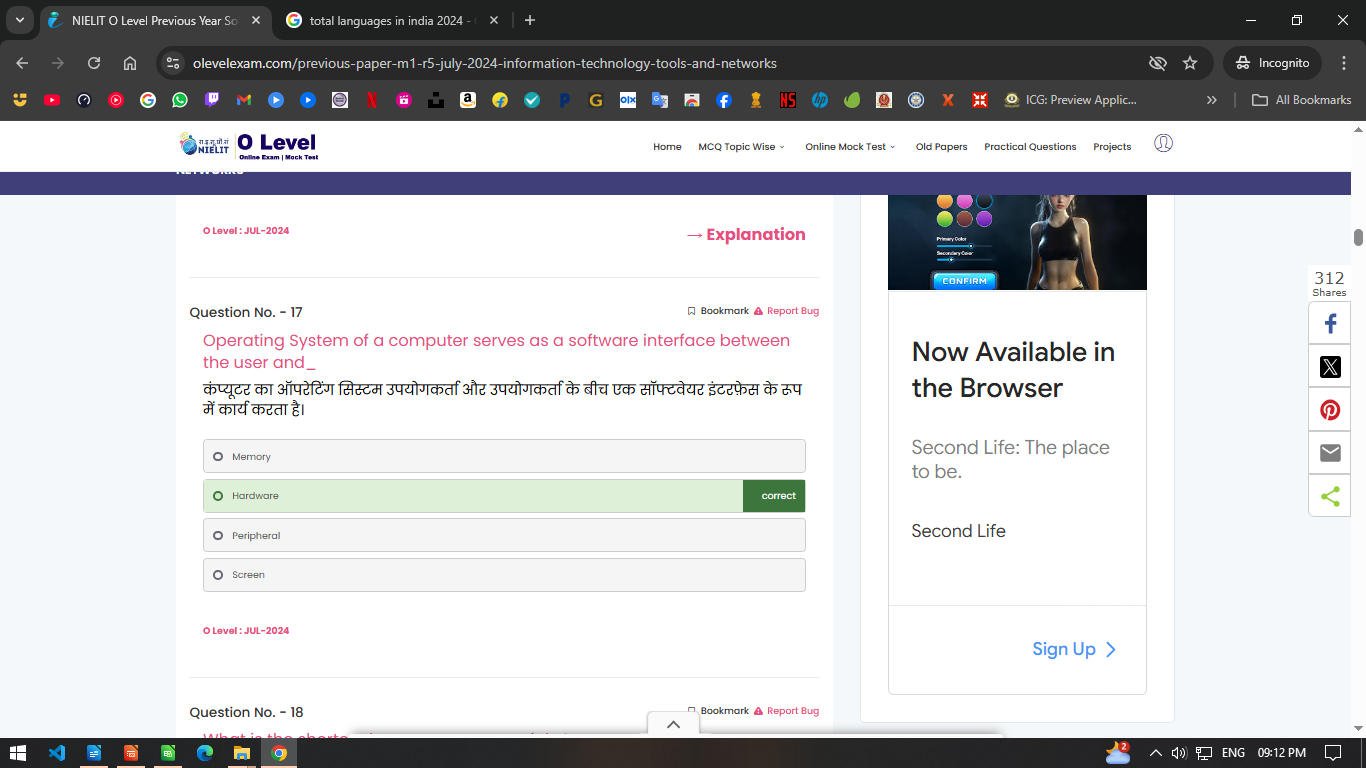 NIELIT O Level Previous Year So
total languages in india 2024 -
olevelexam.com/previous-paper-m1-r5-july-2024-information-technology-tools-and-networks
Incognito
ICG: Preview Applic...
All Bookmarks
रा.इ.सू.प्रौ.सं
NIELIT
O Level
Online Exam | Mock Test
Home
MCQ Topic Wise
Online Mock Test
Old Papers
Practical Questions
Projects
NETWORKS
O Level : JUL-2024
→ Explanation
Question No. - 17
Bookmark
Report Bug
Operating System of a computer serves as a software interface between
the user and_
कंप्यूटर का ऑपरेटिंग सिस्टम उपयोगकर्ता और उपयोगकर्ता के बीच एक सॉफ्टवेयर इंटरफ़ेस के रूप
में कार्य करता है।
Memory
Hardware
correct
Peripheral
Screen
O Level : JUL-2024
Question No. - 18
Bookmark
Report Bug
What is the shorte
Primary Color
Secondary Color
CONFIRM
Now Available in
the Browser
Second Life: The place
to be.
Second Life
Sign Up
312
Shares
2
ENG
09:12 PM